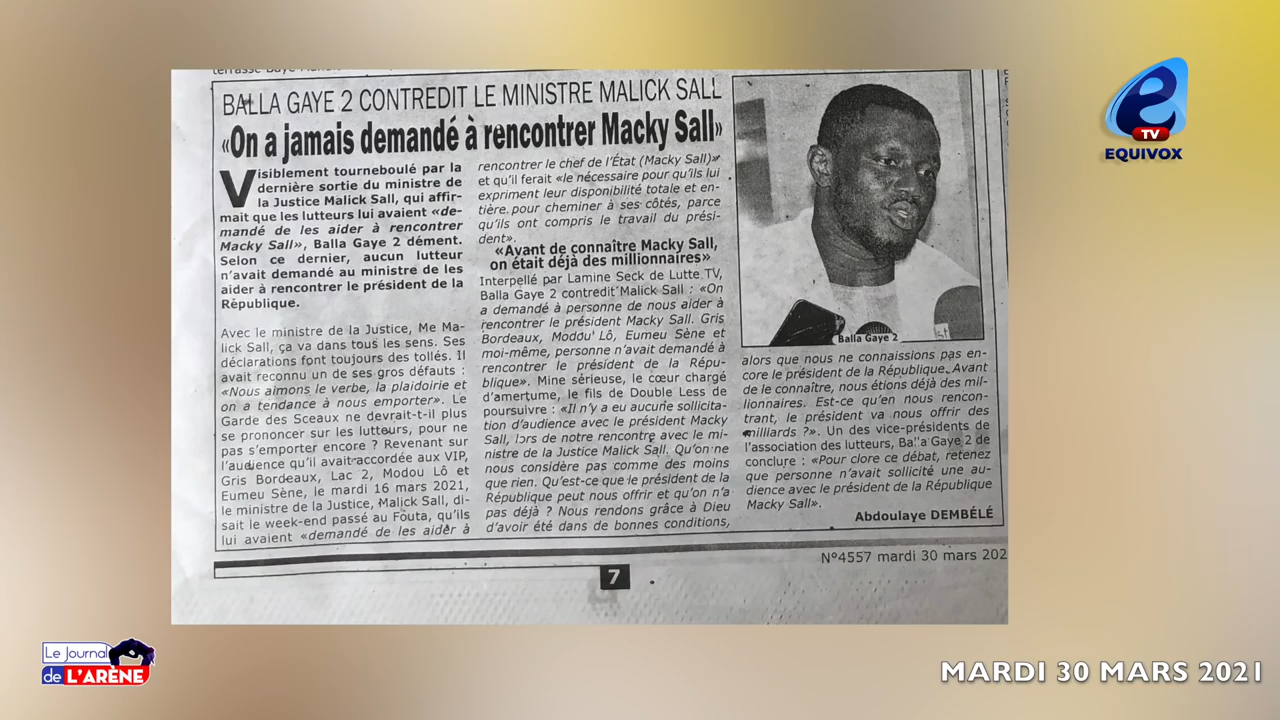 BALLA GAYE 2 CONTREDIT LE MINISTRE MALICK SALL
«On a jamais demandé à rencontrer Macky Sall»
Visiblement tourneboulé par la
dernière sortie du ministre de
la Justice Malick Sall, qui affir-
mait que les lutteurs lui avaient «de-
mandé de les aider à rencontrer
Macky Sall», Balla Gaye 2 dément.
Selon ce dernier, aucun lutteur
n'avait demandé au ministre de les
aider à rencontrer le président de la
République.
Avec le ministre de la Justice, Me Ma-
lick Sall, ça va dans tous les sens. Ses
déclarations font toujours des tollés. Il
avait reconnu un de ses gros défauts :
«Nous aimons le verbe, la plaidoirie et
on a tendance à nous emporter». Le
Garde des Sceaux ne devrait-t-il plus
se prononcer sur les lutteurs, pour ne
pas s'emporter encore ? Revenant sur
l'audience qu'il avait accordée aux VIP,
Gris Bordeaux, Lac 2, Modou Lô et
Eumeu Sène, le mardi 16 mars 2021,
le ministre de la Justice, Malick Sall, di-
sait le week-end passé au Fouta, qu'ils
lui avaient «demandé de les aider à
rencontrer le chef de l'État (Macky Sall)»
et qu'il ferait «le nécessaire pour qu'ils lui
expriment leur disponibilité totale et en-
tière pour cheminer à ses côtés, parce
qu'ils ont compris le travail du prési-
dent».
«Avant de connaître Macky Sall,
on était déjà des millionnaires»
Interpellé par Lamine Seck de Lutte TV,
Balla Gaye 2 contredit Malick Sall : «On
a demandé à personne de nous aider à
rencontrer le président Macky Sall. Gris
Bordeaux, Modou Lô, Eumeu Sène et
moi-même, personne n'avait demandé à
rencontrer le président de la Répu-
blique». Mine sérieuse, le cœur chargé
d'amertume, le fils de Double Less de
poursuivre : «Il n'y a eu aucune sollicita-
tion d'audience avec le président Macky
Sall, lors de notre rencontre avec le mi-
nistre de la Justice Malick Sall. Qu'on ne
nous considère pas comme des moins
que rien. Qu'est-ce que le président de la
République peut nous offrir et qu'on n'a
pas déjà ? Nous rendons grâce à Dieu
d'avoir été dans de bonnes conditions,
Balla Gaye 2
alors que nous ne connaissions pas en-
core le président de la République. Avant
de le connaître, nous étions déjà des mil-
lionnaires. Est-ce qu'en nous rencon-
trant, le président va nous offrir des
milliards ?». Un des vice-présidents de
l'association des lutteurs, Balla Gaye 2 de
conclure : «Pour clore ce débat, retenez
que personne n'avait sollicité une au-
dience avec le président de la République
Macky Sall».
Abdoulaye DEMBÉLÉ
N°4557 mardi 30 mars 202
7
e
TV
EQUIVOX
Le Journal
de L'ARÈNE
MARDI 30 MARS 2021